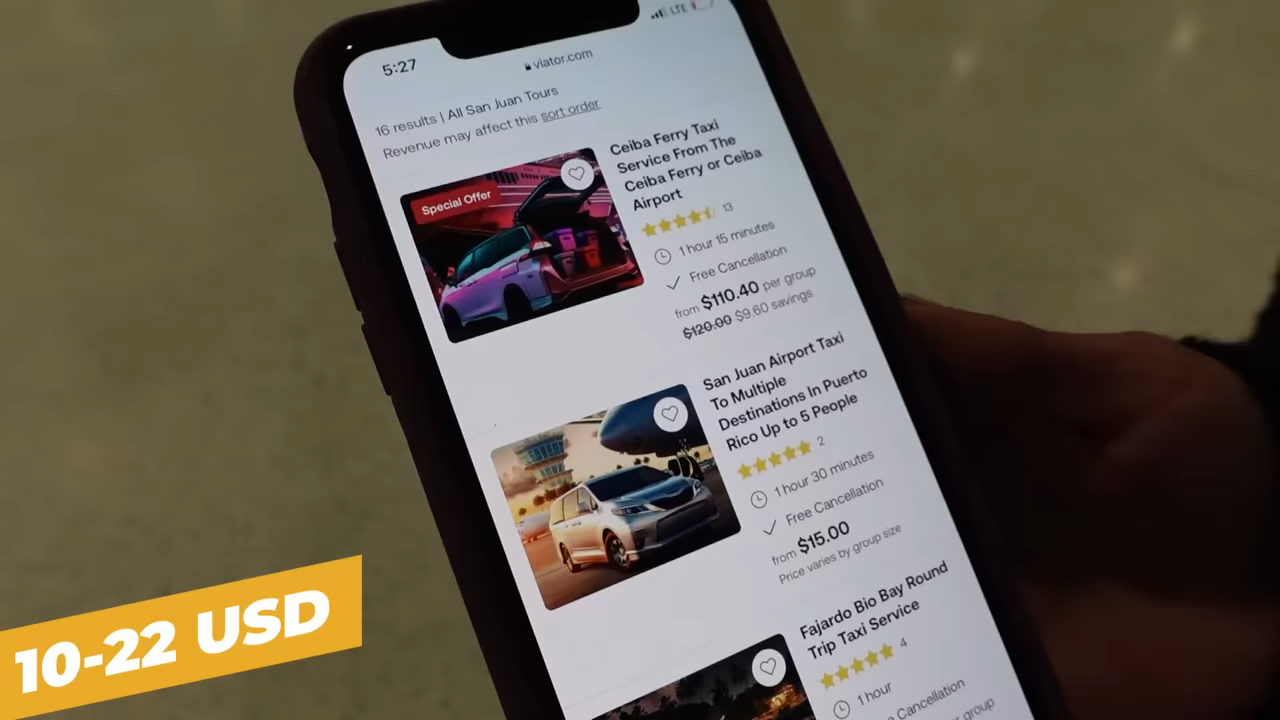 5:27
LTE
viator.com
16 results | All San Juan Tours
Revenue may affect this sort order
Special Offer
Ceiba Ferry Taxi
Service From The
Ceiba Ferry or Ceiba
Airport
13
1 hour 15 minutes
Free Cancellation
from $110.40 per group
$120.00 $9.60 savings
San Juan Airport Taxi
To Multiple
Destinations In Puerto
Rico Up to 5 People
2
1 hour 30 minutes
Free Cancellation
from $15.00
Price varies by group size
Fajardo Bio Bay Round
Trip Taxi Service
4
1 hour
Cancellation
group
10-22 USD